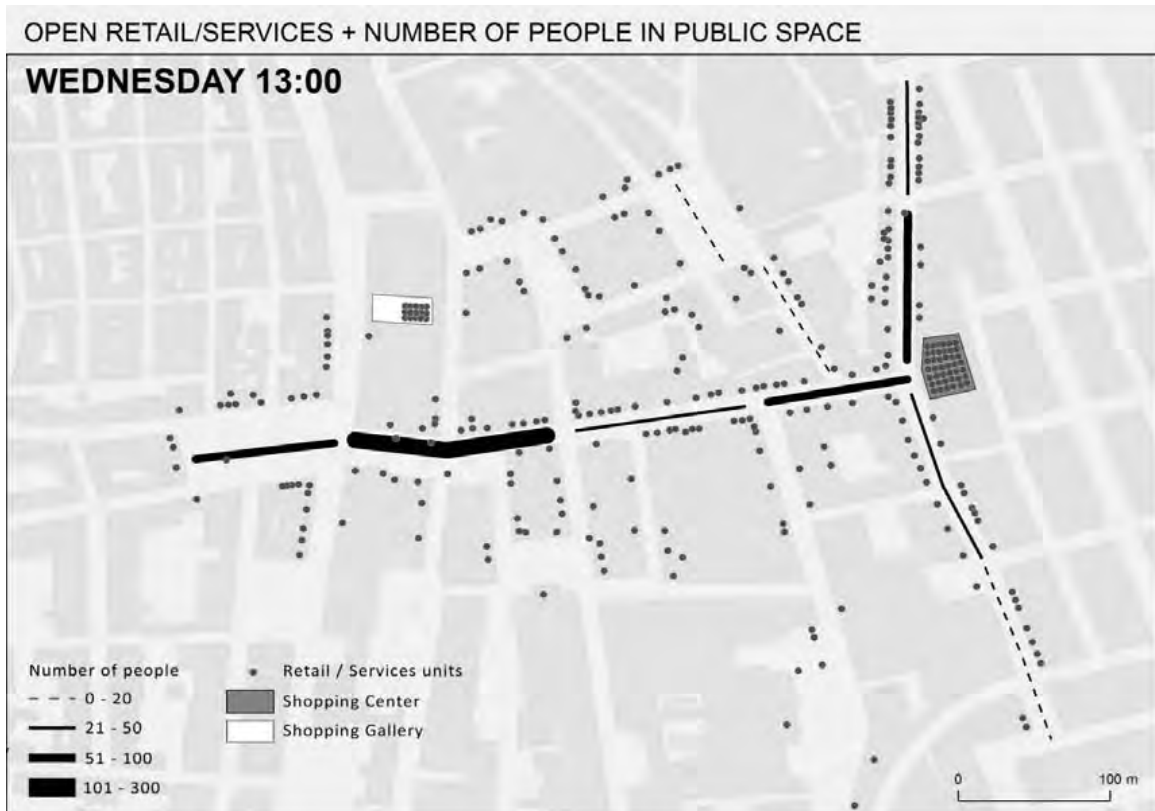 OPEN RETAIL/SERVICES + NUMBER OF PEOPLE IN PUBLIC SPACE
WEDNESDAY 13:00
Number of people
0 - 20
21 - 50
51 - 100
101 - 300
Retail / Services units
Shopping Center
Shopping Gallery
0 100 m